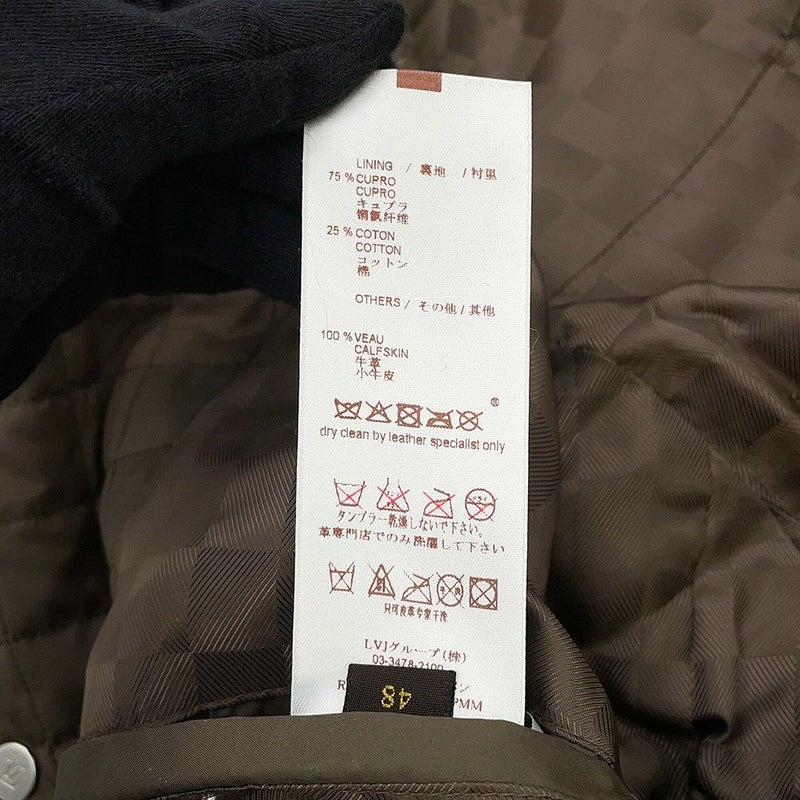 LINING / 裏地 / 衬里
75 % CUPRO
CUPRO
キュプラ
铜氨纤维
25 % COTON
COTTON
コットン
棉
OTHERS / その他 / 其他
100 % VEAU
CALFSKIN
牛革
小牛皮
®
dry clean by leather specialist only
タンブラー乾燥しないで下さい。
革専門店でのみ洗濯して下さい
只可皮革专家干洗
LVJグループ(株)
03-3478-2100
48
PMM